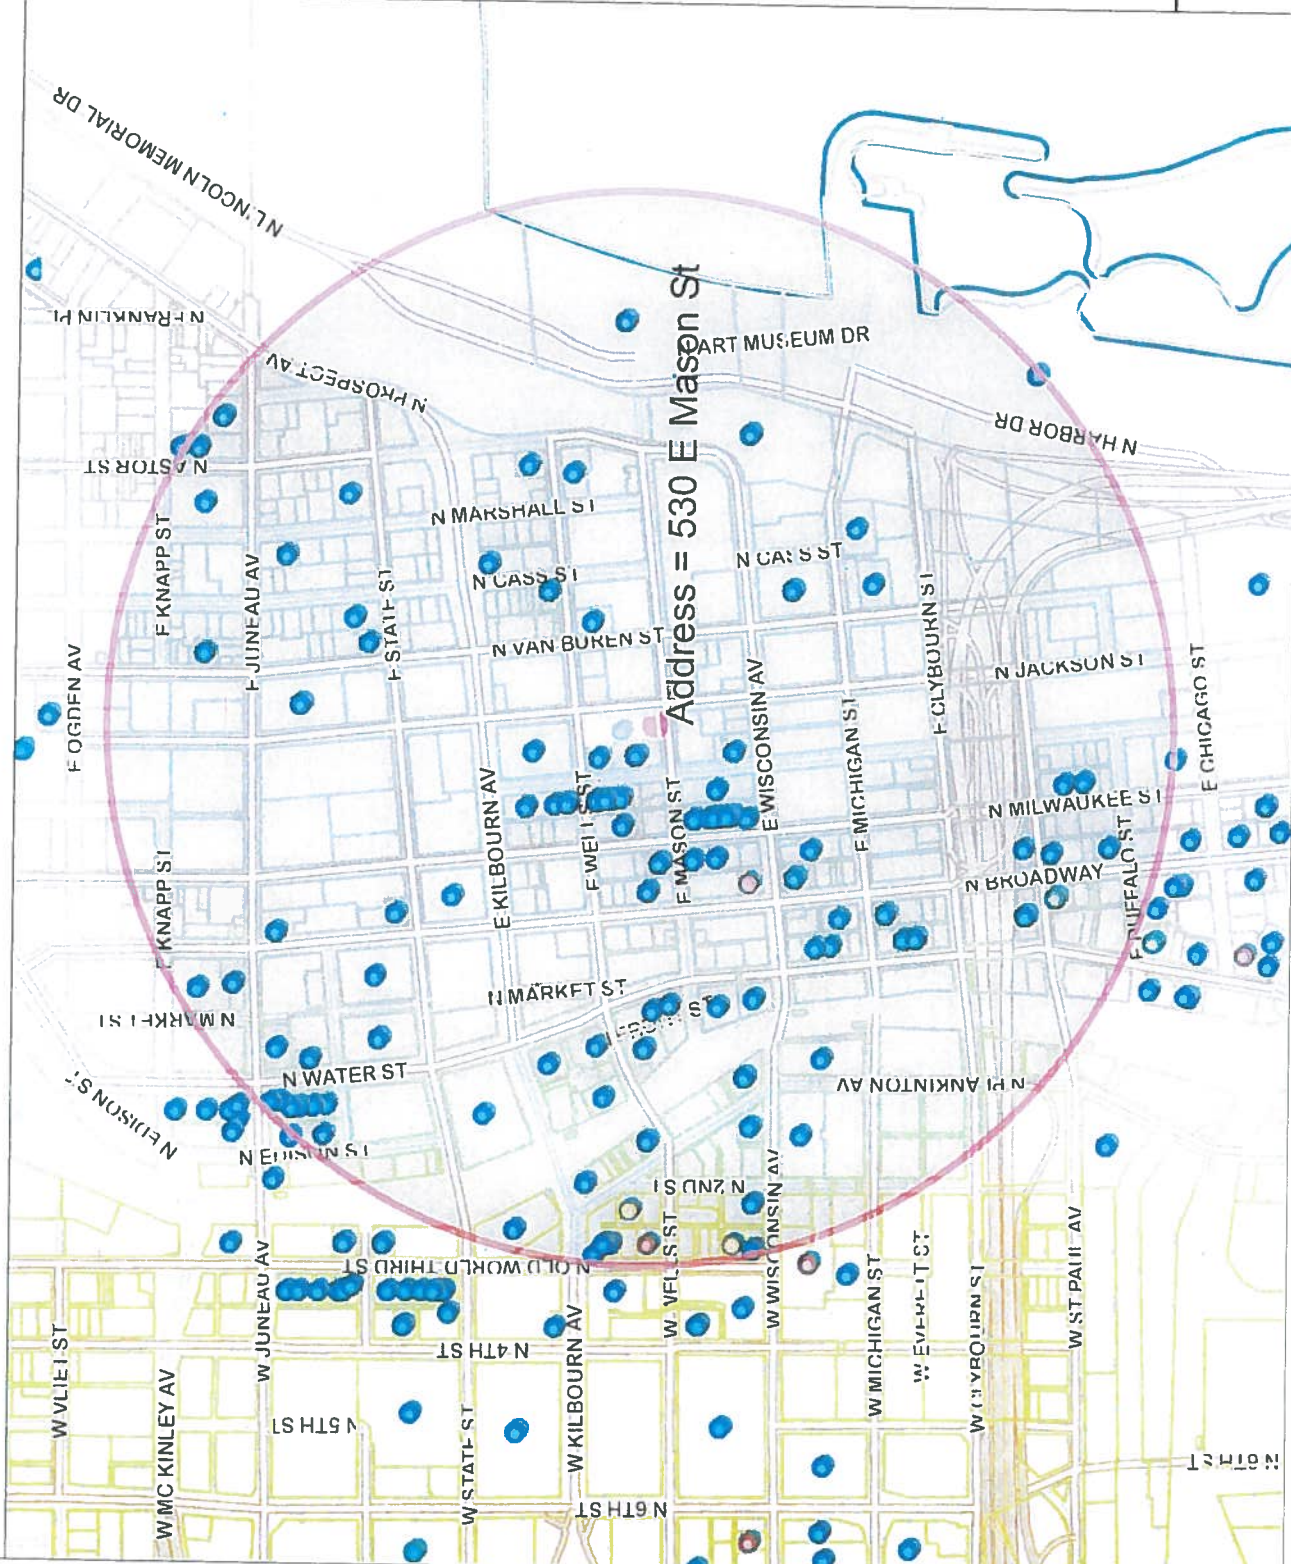 N LINCOLN MEMORIAL DR
N FRANKLIN PL
N PROSPECT AV
ART MUSEUM DR
N HARBOR DR
N ASTOR ST
N MARSHALL ST
Address = 530 E Mason St
E KNAPP ST
E JUNEAU AV
E STATE ST
N CASS ST
N CASS ST
E CLYBOURN ST
N VAN BUREN ST
N JACKSON ST
E OGDEN AV
E WISCONSIN AV
E MICHIGAN ST
E CHICAGO ST
E KILBOURN AV
E WELLS ST
E MASON ST
N MILWAUKEE ST
E KNAPP ST
N BROADWAY
E BUFFALO ST
N MARKET ST
N MARKET ST
N WATER ST
N PLANKINTON AV
N EDISON ST
N EDISON ST
N 2ND ST
W WISCONSIN AV
W WELLS ST
N OLD WORLD THIRD ST
W JUNEAU AV
W KILBOURN AV
W MICHIGAN ST
W EVERETT ST
W CLYBOURN ST
W ST PAUL AV
N 4TH ST
W VLIET ST
W MC KINLEY AV
N 5TH ST
W STATE ST
N 6TH ST
N 6TH ST